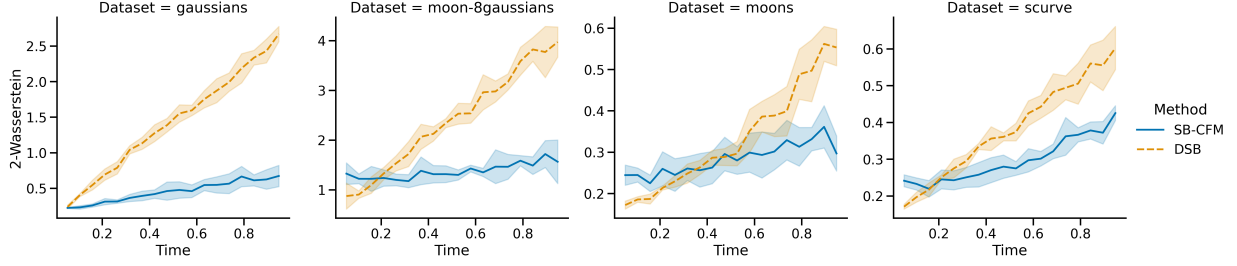 Dataset = gaussians
2-Wasserstein
2.5
2.0
1.5
1.0
0.5
0.2 0.4 0.6 0.8
Time
Dataset = moon-8gaussians
4
3
2
1
0.2 0.4 0.6 0.8
Time
Dataset = moons
0.6
0.5
0.4
0.3
0.2
0.2 0.4 0.6 0.8
Time
Dataset = scurve
0.6
0.5
0.4
0.3
0.2
0.2 0.4 0.6 0.8
Time
Method
SB-CFM
DSB